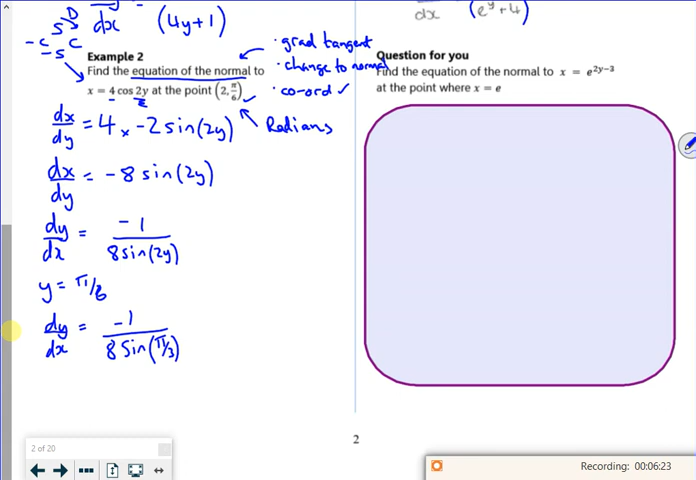 S D dx (4y+1)
-C C
-S
Example 2
Find the equation of the normal to
x = 4 cos 2y at the point (2, π/6)
· grad tangent
· change to normal
· co-ord ✓
Radians
dx/dy = 4 x -2 sin(2y)
dx/dy = -8 sin(2y)
dy/dx = -1/8sin(2y)
y = π/6
dy/dx = -1/8 sin(π/3)
dx (e^y+4)
Question for you
Find the equation of the normal to x = e^{2y-3}
at the point where x = e
2
2 of 20
Recording: 00:06:23